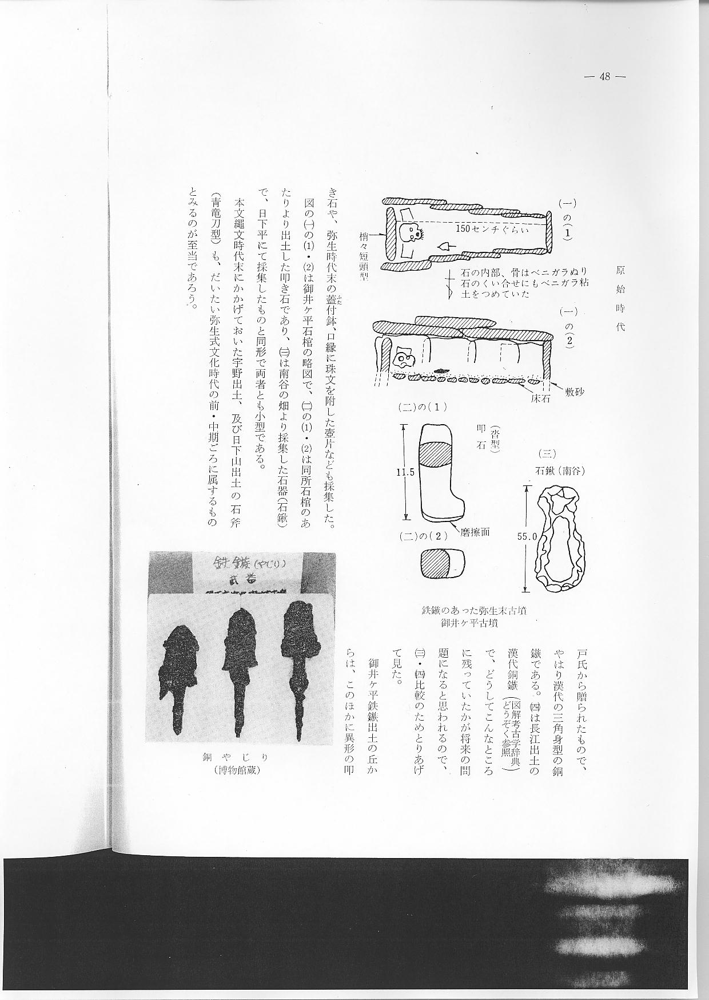 ― 48 ―
原始時代
(一)の(1)
150センチぐらい
梢々短頭型
石の内部、骨はベニガラぬり
石のくい合せにもベニガラ粘
土をつめていた
(一)の(2)
敷砂
床石
(二)の(1)
叩石
(沓型)
11.5
磨擦面
(二)の(2)
(三)
石鍬(南谷)
55.0
鉄鏃のあった弥生末古墳
御井ケ平古墳
戸氏から贈られたもので、
やはり漢代の三角身型の銅
鏃である。㈣は長江出土の
漢代銅鏃(図解考古学辞典どうぞく参照)
で、どうしてこんなところ
に残っていたかが将来の問
題になると思われるので、
㈢・㈣比較のためとりあげ
て見た。
御井ケ平鉄鏃出土の丘か
らは、このほかに異形の叩
き石や、弥生時代末の蓋付鉢、口縁に珠文を附した壺片なども採集した。
ふた
図の㈠の⑴・⑵は御井ヶ平石棺の略図で、㈡の⑴・⑵は同所石棺のあ
たりより出土した叩き石であり、㈢は南谷の畑より採集した石器(石鍬)
で、日下平にて採集したものと同形で両者とも小型である。
本文縄文時代末にかかげておいた宇野出土、及び日下山出土の石斧
(青竜刀型)も、だいたい弥生式文化時代の前・中期ごろに属するもの
とみるのが至当であろう。
鉄鏃(やじり)
武器
銅やじり
(博物館蔵)